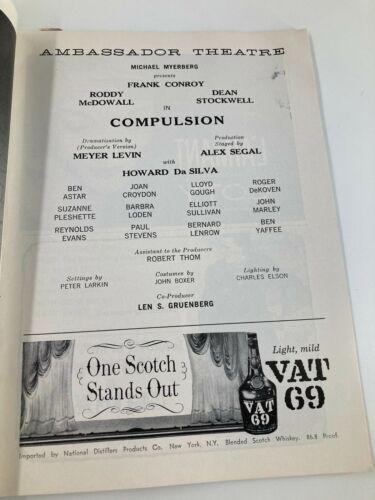 AMBASSADOR THEATRE
MICHAEL MYERBERG
presents
FRANK CONROY
RODDY McDOWALL
DEAN STOCKWELL
IN
COMPULSION
Dramatization by
(Producer's Version)
MEYER LEVIN
Production
Staged by
ALEX SEGAL
with
HOWARD Da SILVA
BEN ASTAR
JOAN CROYDON
LLOYD GOUGH
ROGER DeKOVEN
SUZANNE PLESHETTE
BARBRA LODEN
ELLIOTT SULLIVAN
JOHN MARLEY
REYNOLDS EVANS
PAUL STEVENS
BERNARD LENROW
BEN YAFFEE
Assistant to the Producers
ROBERT THOM
Settings by
PETER LARKIN
Costumes by
JOHN BOXER
Lighting by
CHARLES ELSON
Co-Producer
LEN S. GRUENBERG
One Scotch
Stands Out
Light, mild
VAT
69
VAT
69
Imported by National Distillers Products Co. New York, N.Y. Blended Scotch Whiskey. 86.8 Proof.